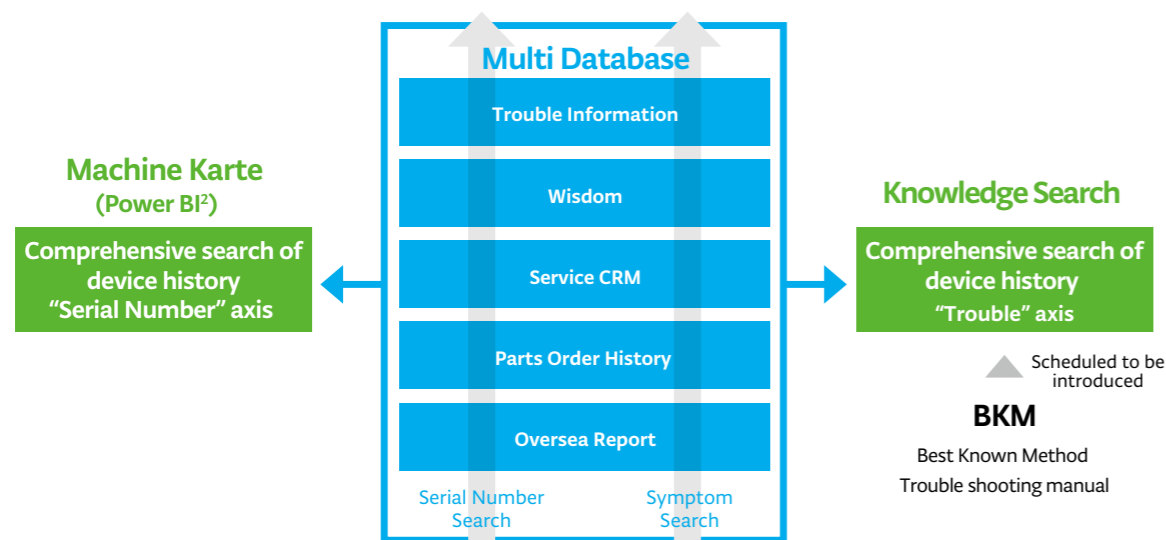 Multi Database
Trouble Information
Wisdom
Service CRM
Parts Order History
Oversea Report
Serial Number
Search
Symptom
Search
Machine Karte
(Power BI²)
Comprehensive search of
device history
“Serial Number” axis
Knowledge Search
Comprehensive search of
device history
“Trouble” axis
Scheduled to be
introduced
BKM
Best Known Method
Trouble shooting manual